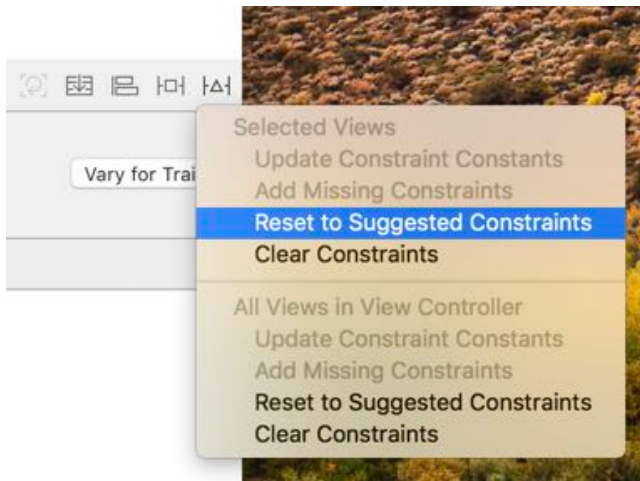 Vary for Trai
Selected Views
Update Constraint Constants
Add Missing Constraints
Reset to Suggested Constraints
Clear Constraints
All Views in View Controller
Update Constraint Constants
Add Missing Constraints
Reset to Suggested Constraints
Clear Constraints